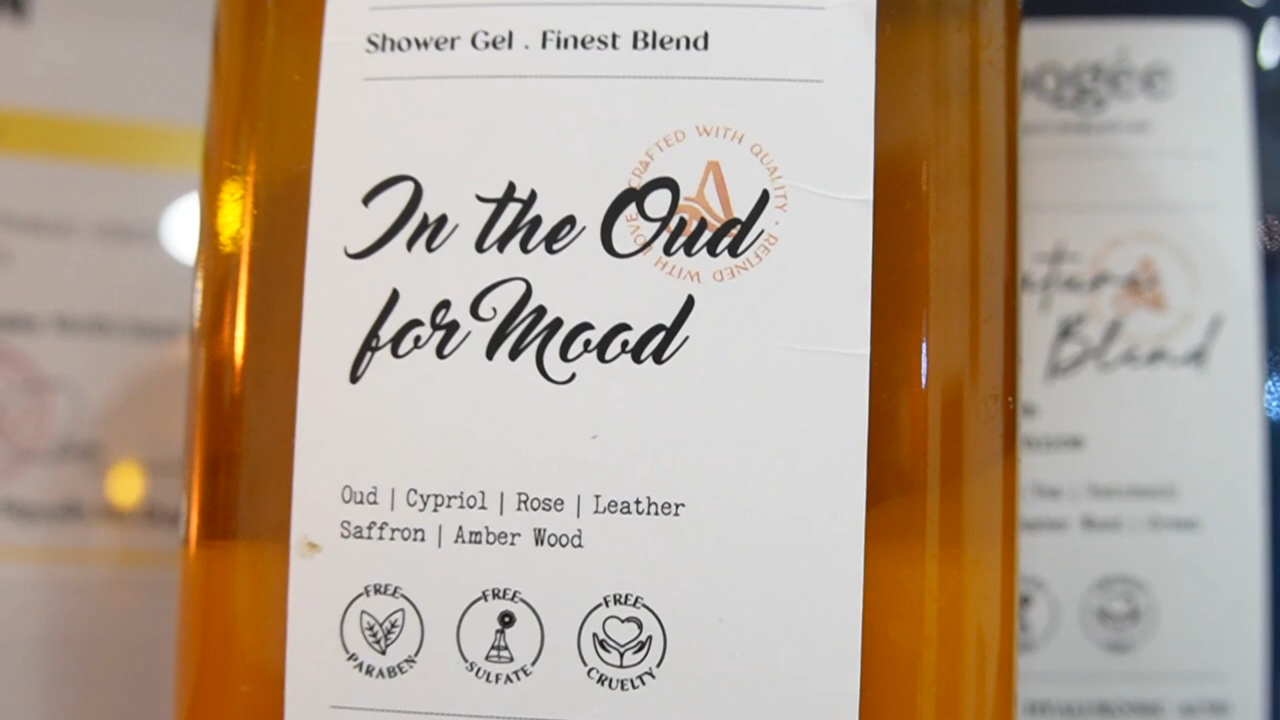 Shower Gel . Finest Blend
CRAFTED WITH QUALITY · REFINED WITH LOVE
In the Oud
for Mood
Oud | Cypriol | Rose | Leather
Saffron | Amber Wood
FREE PARABEN
FREE SULFATE
FREE CRUELTY
Blend